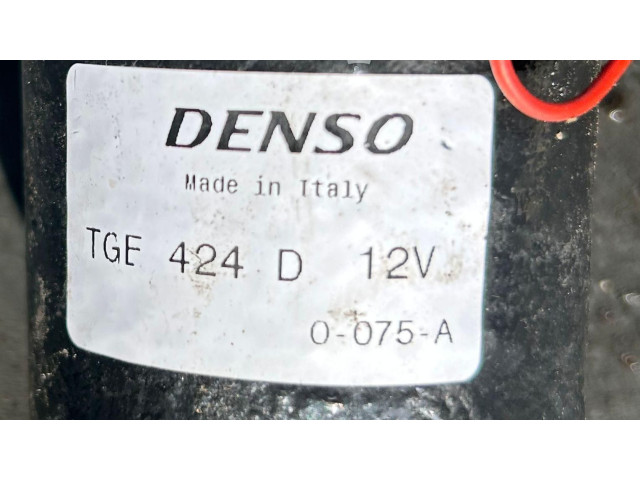 DENSO
Made in Italy
TGE 424 D 12V
0-075-A